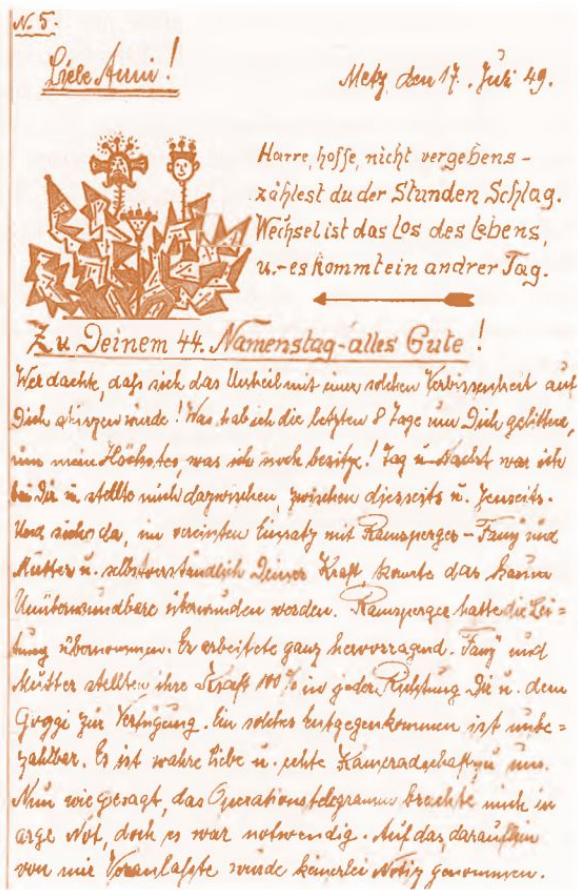 N. 5.
Liebe Anni!
Metz, den 17. Juli 49.
Harre, hoffe, nicht vergebens -
zählest du der Stunden Schlag.
Wechsel ist das Los des Lebens,
u. - es kommt ein andrer Tag.
Zu Deinem 44. Namenstag - alles Gute!
Wer dachte, daß sich das Unheil mit einer solchen Verbissenheit auf
Dich stürzen würde! Was hab ich die letzten 8 Tage um Dich gelitten,
um mein Höchstes, was ich noch besitze! Tag u. Nacht war ich
bei Dir u. stellte mich dazwischen, zwischen diesseits u. Jenseits.
Und siehe da, im vereinten Einsatz mit Ramsperger - Fanÿ und
Mutter u. selbstverständlich Deiner Kraft konnte das kaum
Unüberwindbare überwunden werden. Ramsperger hatte die Lei=
tung übernommen. Er arbeitete ganz hervorragend. Fanÿ und
Mutter stellten ihre Kraft 100 % in jeder Richtung Dir u. dem
Goggi zur Verfügung. Ein solches Entgegenkommen ist unbe=
zahlbar. Es ist wahre Liebe u. echte Kameradschaft zu uns.
Nun wie gesagt, das Operationstelegramm brachte mich in
arge Not, doch es war notwendig. Auf das daraufhin
von mir Veranlaßte wurde keinerlei Notiz genommen.